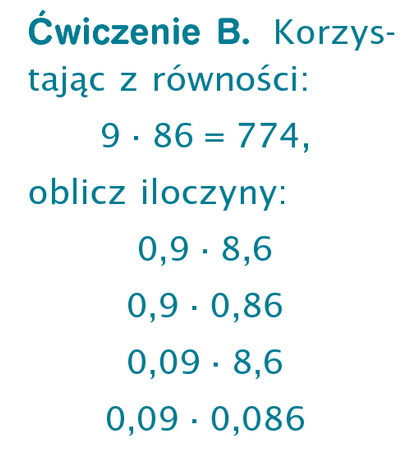 Ćwiczenie B. Korzys-
tając z równości:
9 · 86 = 774,
oblicz iloczyny:
0,9 · 8,6
0,9 · 0,86
0,09 · 8,6
0,09 · 0,086